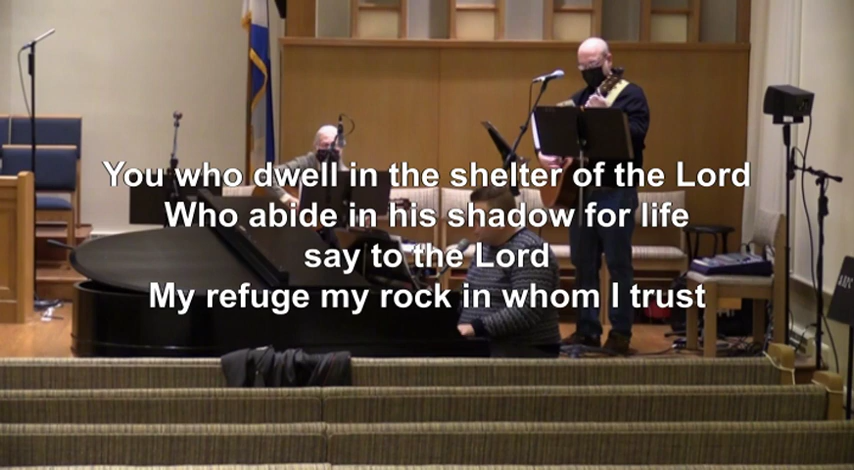 You who dwell in the shelter of the Lord
Who abide in his shadow for life
say to the Lord
My refuge my rock in whom I trust